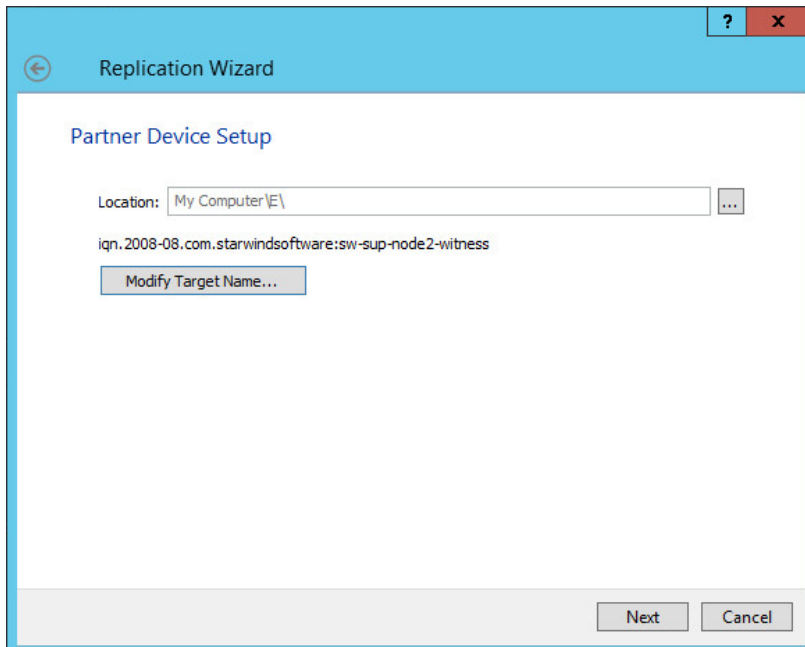 ? x
Replication Wizard
Partner Device Setup
Location: My Computer\E\ ...
iqn.2008-08.com.starwindsoftware:sw-sup-node2-witness
Modify Target Name...
Next Cancel